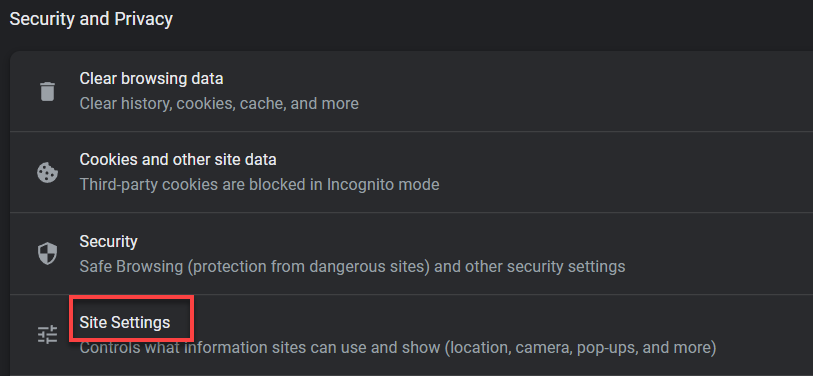 Security and Privacy
Clear browsing data
Clear history, cookies, cache, and more
Cookies and other site data
Third-party cookies are blocked in Incognito mode
Security
Safe Browsing (protection from dangerous sites) and other security settings
Site Settings
Controls what information sites can use and show (location, camera, pop-ups, and more)